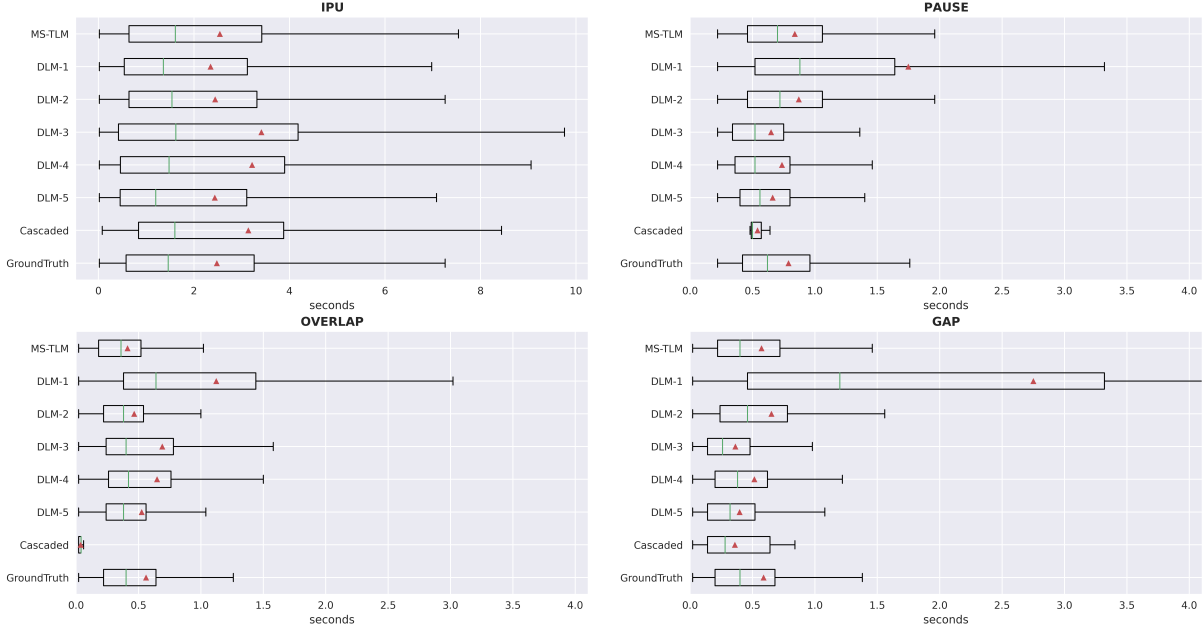 IPU
MS-TLM
DLM-1
DLM-2
DLM-3
DLM-4
DLM-5
Cascaded
GroundTruth
0 2 4 6 8 10
seconds
PAUSE
MS-TLM
DLM-1
DLM-2
DLM-3
DLM-4
DLM-5
Cascaded
GroundTruth
0.0 0.5 1.0 1.5 2.0 2.5 3.0 3.5 4.0
seconds
OVERLAP
MS-TLM
DLM-1
DLM-2
DLM-3
DLM-4
DLM-5
Cascaded
GroundTruth
0.0 0.5 1.0 1.5 2.0 2.5 3.0 3.5 4.0
seconds
GAP
MS-TLM
DLM-1
DLM-2
DLM-3
DLM-4
DLM-5
Cascaded
GroundTruth
0.0 0.5 1.0 1.5 2.0 2.5 3.0 3.5 4.0
seconds